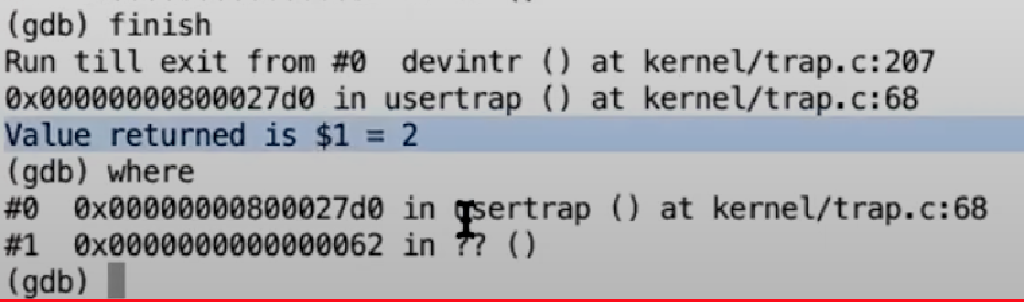 (gdb) finish
Run till exit from #0  devintr () at kernel/trap.c:207
0x00000000800027d0 in usertrap () at kernel/trap.c:68
Value returned is $1 = 2
(gdb) where
#0  0x00000000800027d0 in usertrap () at kernel/trap.c:68
#1  0x0000000000000062 in ?? ()
(gdb)